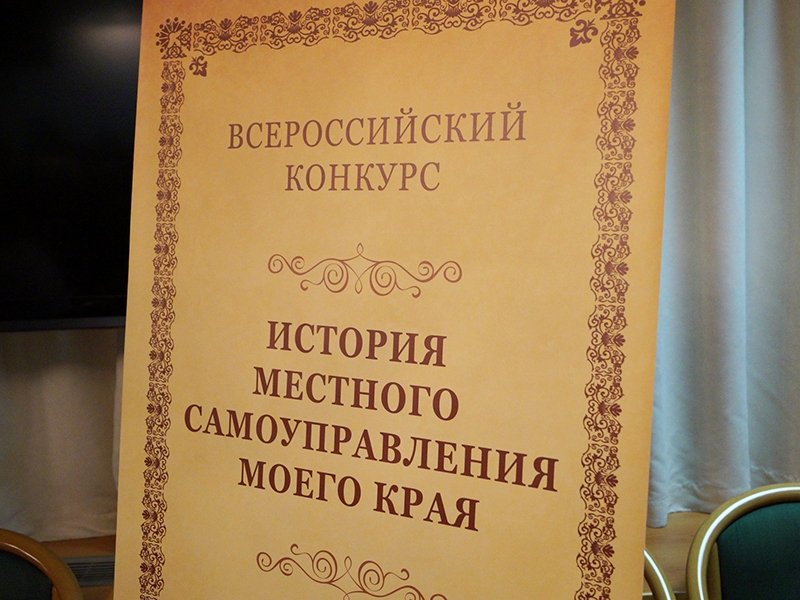 ВСЕРОССИЙСКИЙ
КОНКУРС
ИСТОРИЯ
МЕСТНОГО
САМОУПРАВЛЕНИЯ
МОЕГО КРАЯ